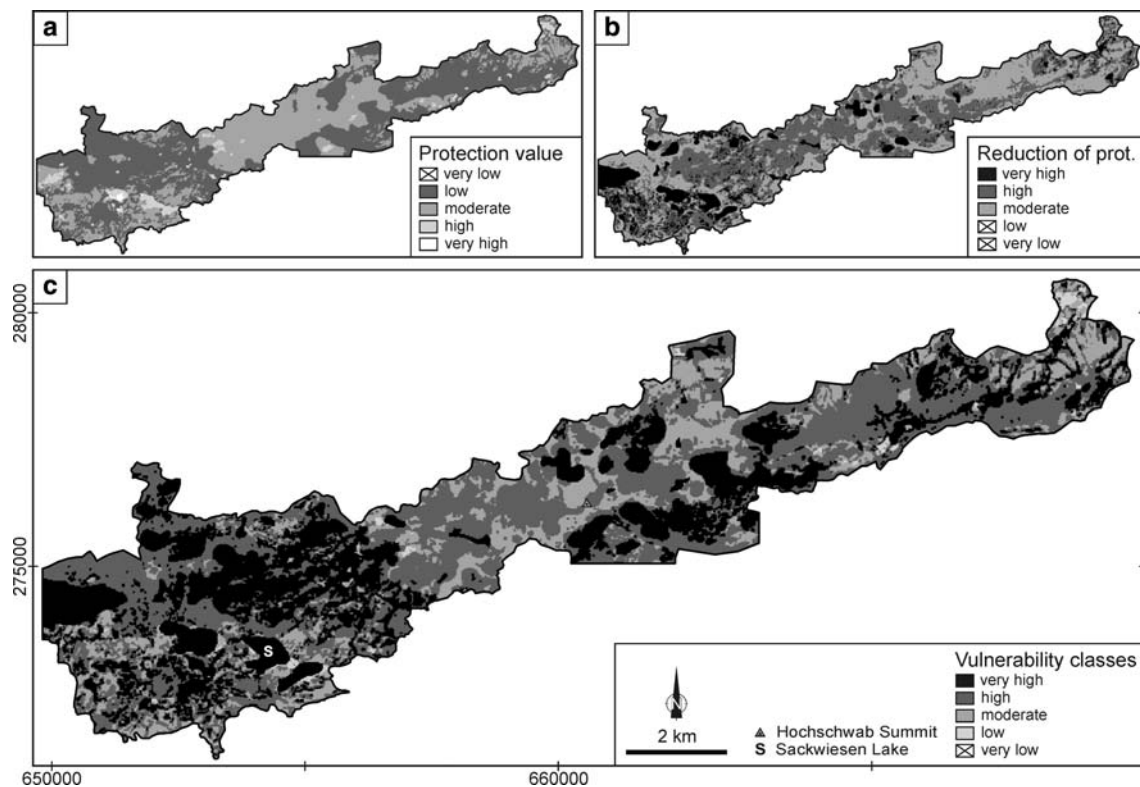 a
Protection value
very low
low
moderate
high
very high
b
Reduction of prot.
very high
high
moderate
low
very low
c
280000
275000
S
N
2 km
Hochschwab Summit
S Sackwiesen Lake
Vulnerability classes
very high
high
moderate
low
very low
650000
660000